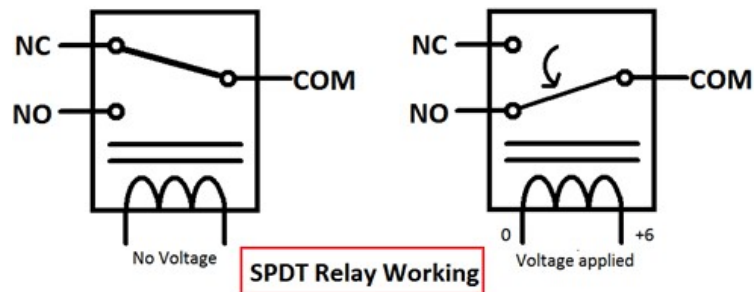 NC
COM
NO
No Voltage
NC
COM
NO
0
+6
Voltage applied
SPDT Relay Working